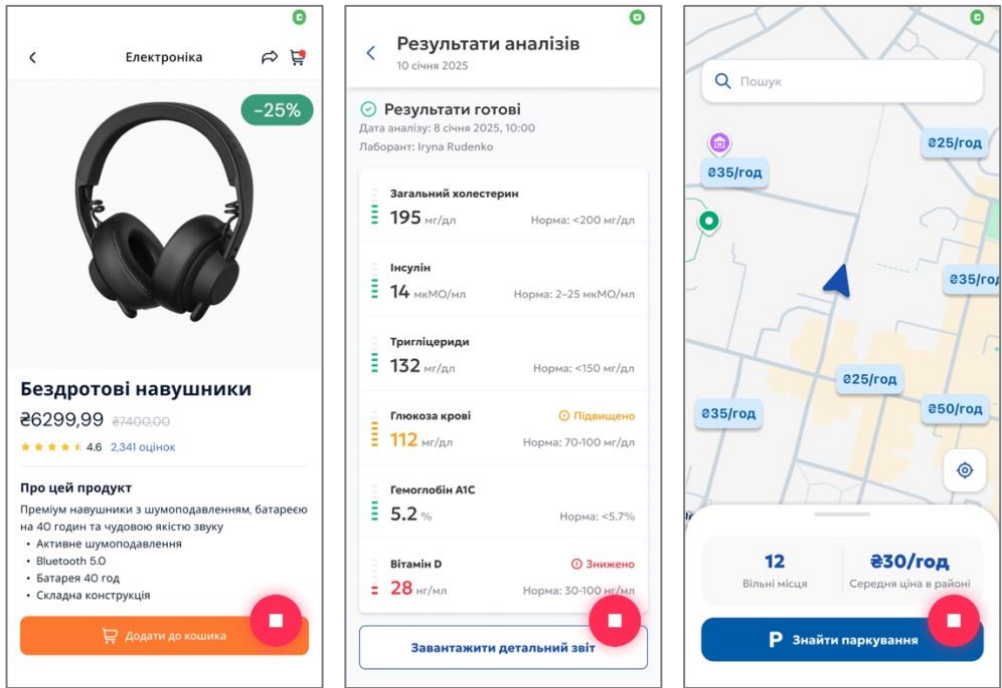 Електроніка
-25%
Бездротові навушники
₴6299,99 ₴7400,00
4.6 2,341 оцінок
Про цей продукт
Преміум навушники з шумоподавленням, батареєю
на 40 годин та чудовою якістю звуку
• Активне шумоподавлення
• Bluetooth 5.0
• Батарея 40 год
• Складна конструкція
Додати до кошика
Результати аналізів
10 січня 2025
Результати готові
Дата аналізу: 8 січня 2025, 10:00
Лаборант: Iryna Rudenko
Загальний холестерин
195 мг/дл Норма: <200 мг/дл
Інсулін
14 мкМО/мл Норма: 2-25 мкМО/мл
Тригліцериди
132 мг/дл Норма: <150 мг/дл
Глюкоза крові Підвищено
112 мг/дл Норма: 70-100 мг/дл
Гемоглобін A1C
5.2 % Норма: <5.7%
Вітамін D Знижено
28 нг/мл Норма: 30-100 нг/мл
Завантажити детальний звіт
Пошук
₴25/год
₴35/год
₴35/год
₴25/год
₴35/год
₴50/год
12 ₴30/год
Вільні місця Середня ціна в районі
P Знайти паркування